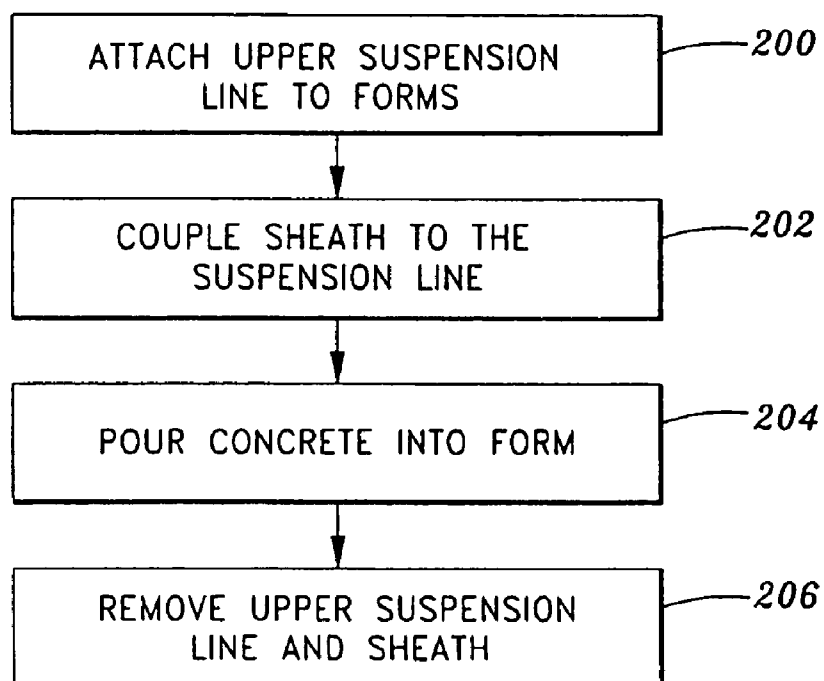 ATTACH UPPER SUSPENSION
LINE TO FORMS
200
COUPLE SHEATH TO THE
SUSPENSION LINE
202
POUR CONCRETE INTO FORM
204
REMOVE UPPER SUSPENSION
LINE AND SHEATH
206